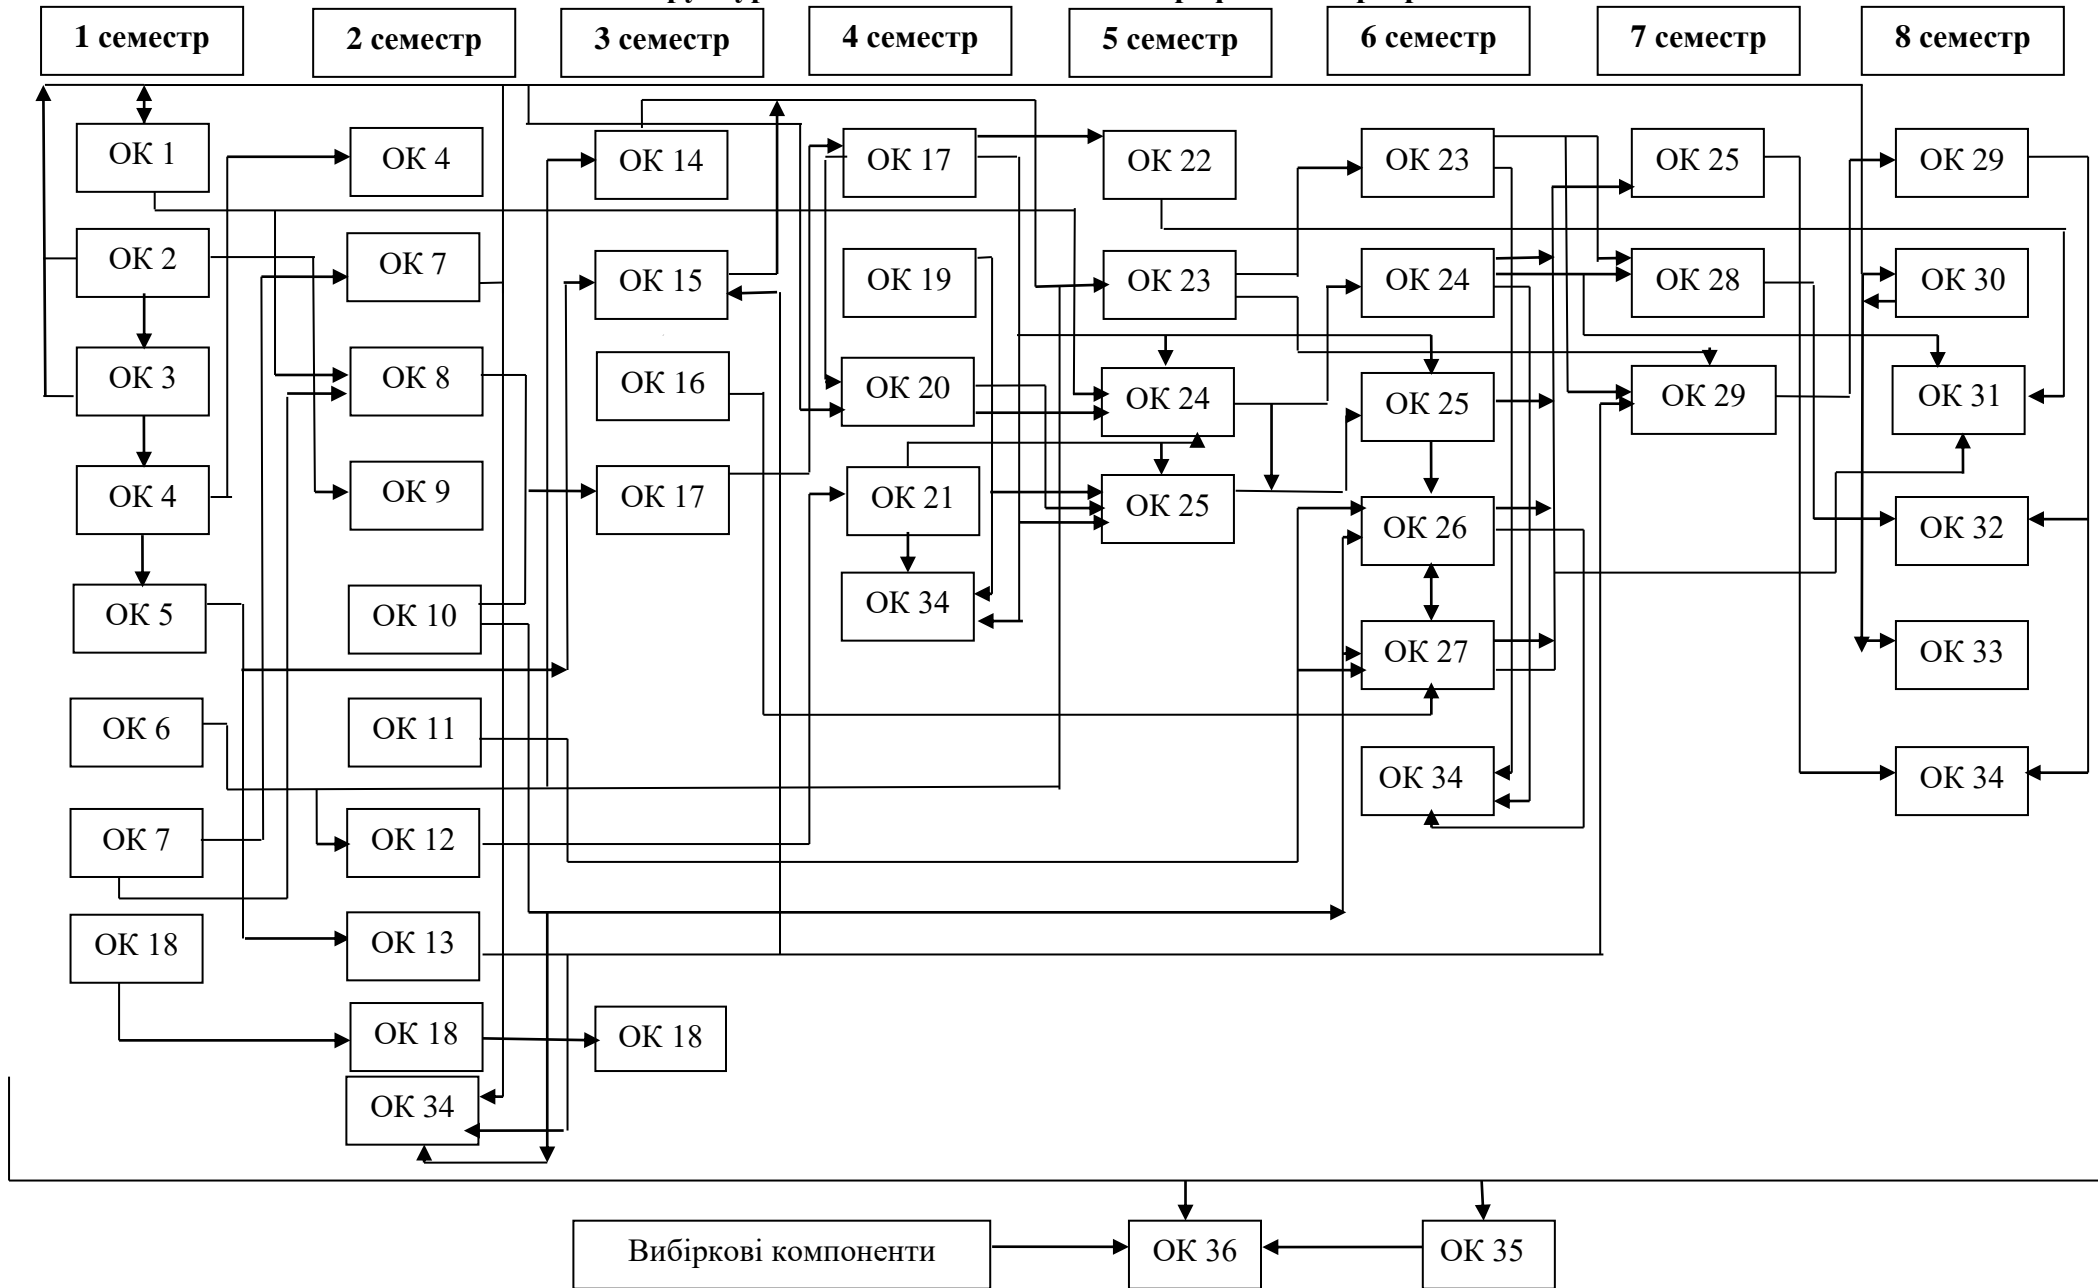 1 семестр
2 семестр
3 семестр
4 семестр
5 семестр
6 семестр
7 семестр
8 семестр
ОК 1
ОК 4
ОК 14
ОК 17
ОК 22
ОК 23
ОК 25
ОК 29
ОК 2
ОК 7
ОК 15
ОК 19
ОК 23
ОК 24
ОК 28
ОК 30
ОК 3
ОК 8
ОК 16
ОК 20
ОК 24
ОК 25
ОК 29
ОК 31
ОК 4
ОК 9
ОК 17
ОК 21
ОК 25
ОК 26
ОК 32
ОК 5
ОК 10
ОК 34
ОК 27
ОК 33
ОК 6
ОК 11
ОК 34
ОК 34
ОК 7
ОК 12
ОК 18
ОК 13
ОК 18
ОК 18
ОК 34
Вибіркові компоненти
ОК 36
ОК 35